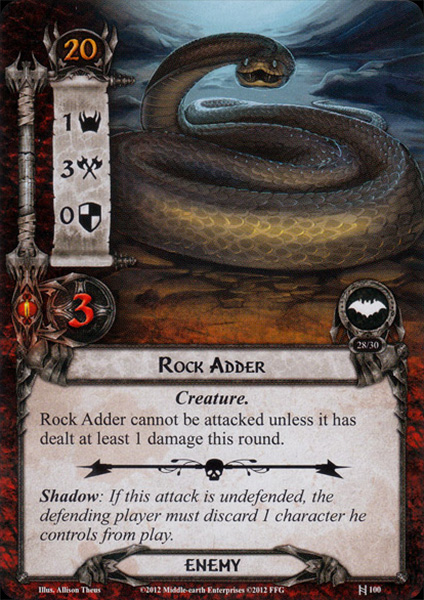 20
1
3
0
3
28/30
Rock Adder
Creature.
Rock Adder cannot be attacked unless it has
dealt at least 1 damage this round.
Shadow: If this attack is undefended, the
defending player must discard 1 character he
controls from play.
ENEMY
Illus. Allison Theus ©2012 Middle-earth Enterprises ©2012 FFG 100